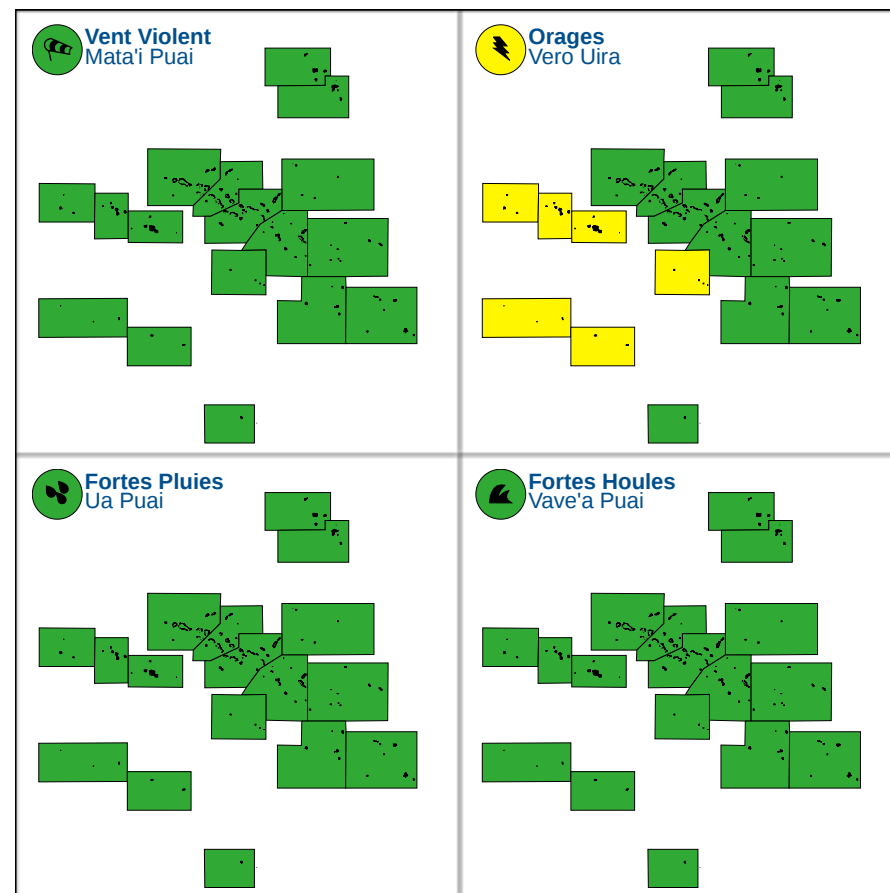 Vent Violent
Mata'i Puai
Orages
Vero Uira
Fortes Pluies
Ua Puai
Fortes Houles
Vave'a Puai